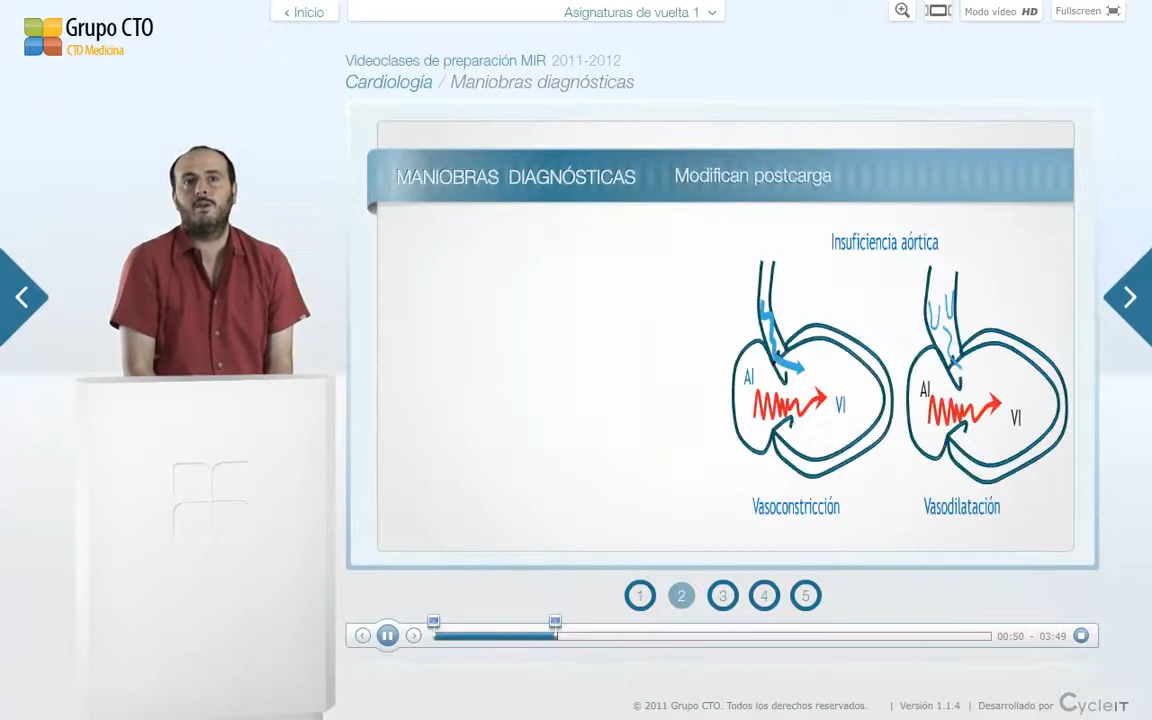 Grupo CTO
CTO Medicina
‹ Inicio
Asignaturas de vuelta 1
Modo vídeo HD
Fullscreen
Videoclases de preparación MIR 2011-2012
Cardiología / Maniobras diagnósticas
MANIOBRAS DIAGNÓSTICAS Modifican postcarga
Insuficiencia aórtica
AI
VI
AI
VI
Vasoconstricción
Vasodilatación
1 2 3 4 5
00:50 - 03:49
© 2011 Grupo CTO. Todos los derechos reservados. | Versión 1.1.4 | Desarrollado por CycleIT